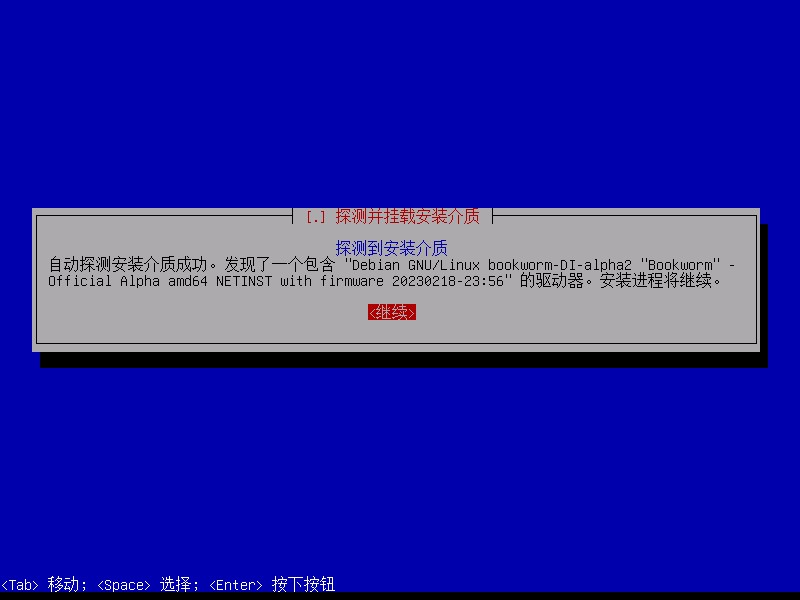 [.] 探测并挂载安装介质
探测到安装介质
自动探测安装介质成功。发现了一个包含 "Debian GNU/Linux bookworm-DI-alpha2 "Bookworm" -
Official Alpha amd64 NETINST with firmware 20230218-23:56" 的驱动器。安装进程将继续。
<继续>
<Tab> 移动; <Space> 选择; <Enter> 按下按钮